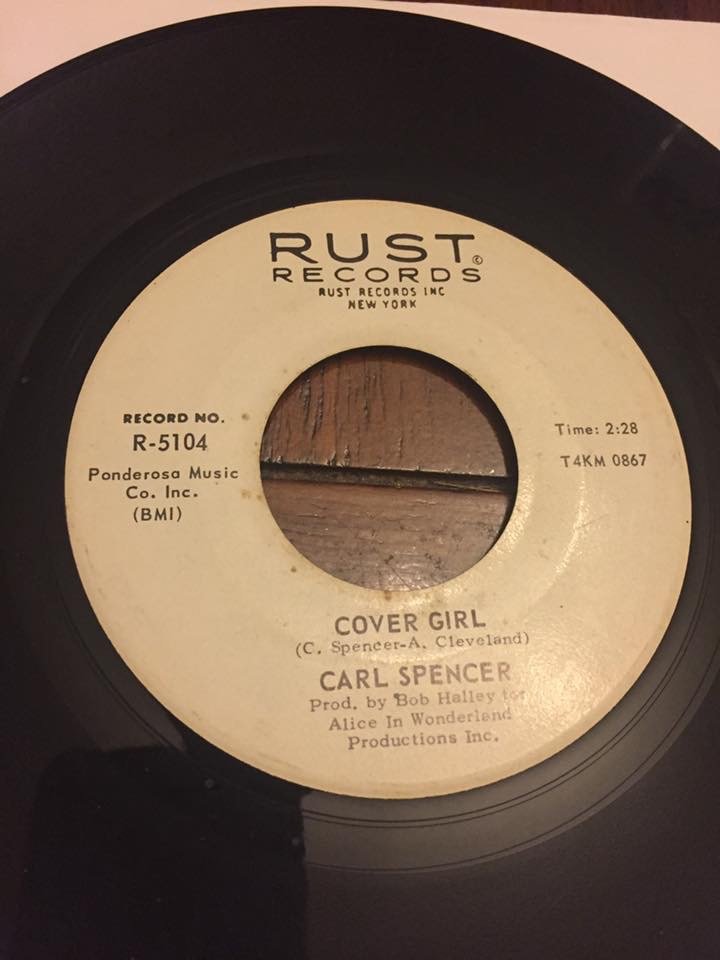 RUST ©
RECORDS
RUST RECORDS INC
NEW YORK
RECORD NO.
R-5104
Ponderosa Music
Co. Inc.
(BMI)
Time: 2:28
T4KM 0867
COVER GIRL
(C. Spencer-A. Cleveland)
CARL SPENCER
Prod. by Bob Halley for
Alice In Wonderland
Productions Inc.